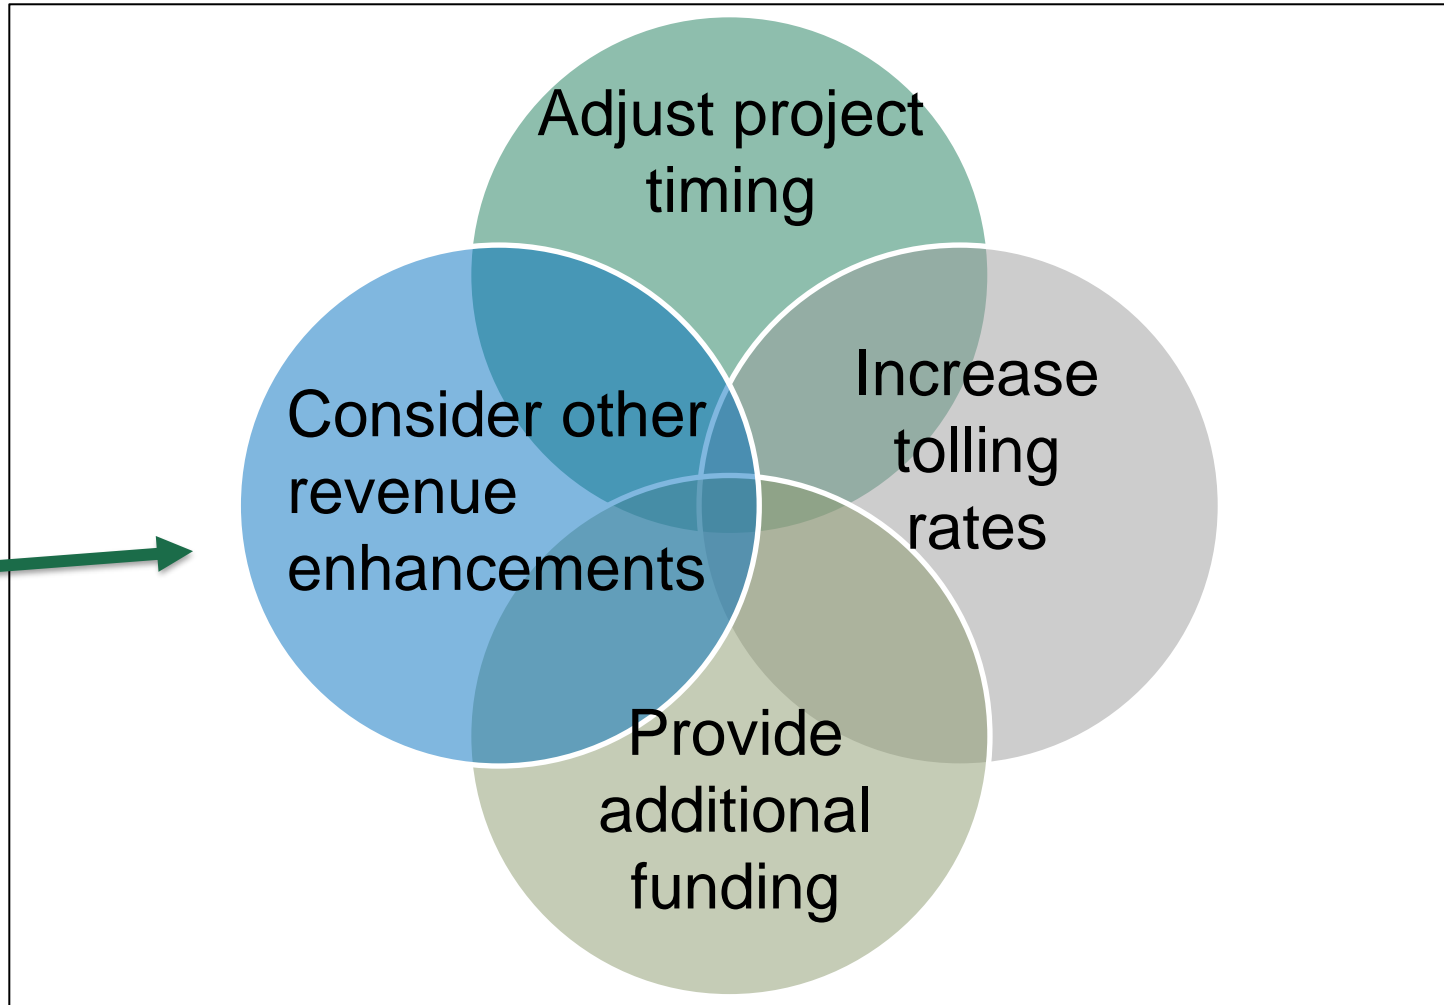 Adjust project
timing
Consider other
revenue
enhancements
Increase
tolling
rates
Provide
additional
funding